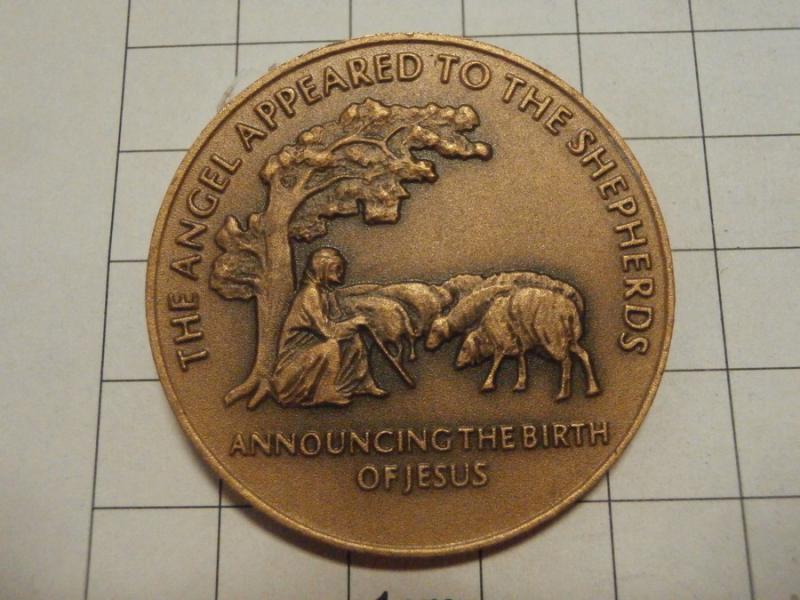 THE ANGEL APPEARED TO THE SHEPHERDS
ANNOUNCING THE BIRTH
OF JESUS